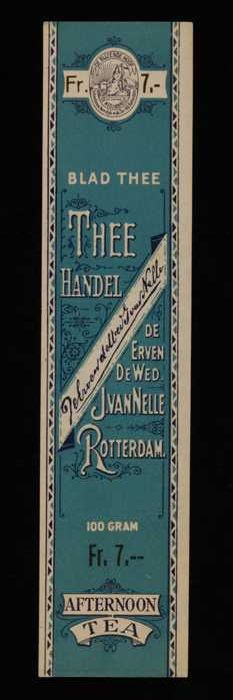 Fr. 7,-
BLAD THEE
THEE
HANDEL
DE
ERVEN
DE WED.
J. VAN NELLE
ROTTERDAM.
100 GRAM
Fr. 7,--
AFTERNOON
TEA